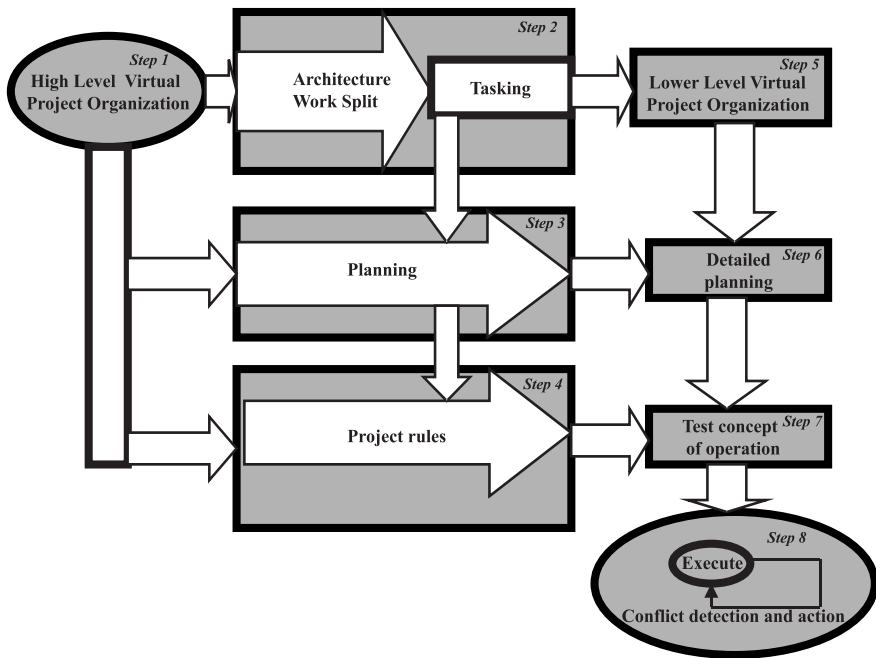 Step 1
High Level Virtual
Project Organization
Step 2
Architecture
Work Split
Tasking
Step 5
Lower Level Virtual
Project Organization
Step 3
Planning
Step 6
Detailed
planning
Step 4
Project rules
Step 7
Test concept
of operation
Step 8
Execute
Conflict detection and action